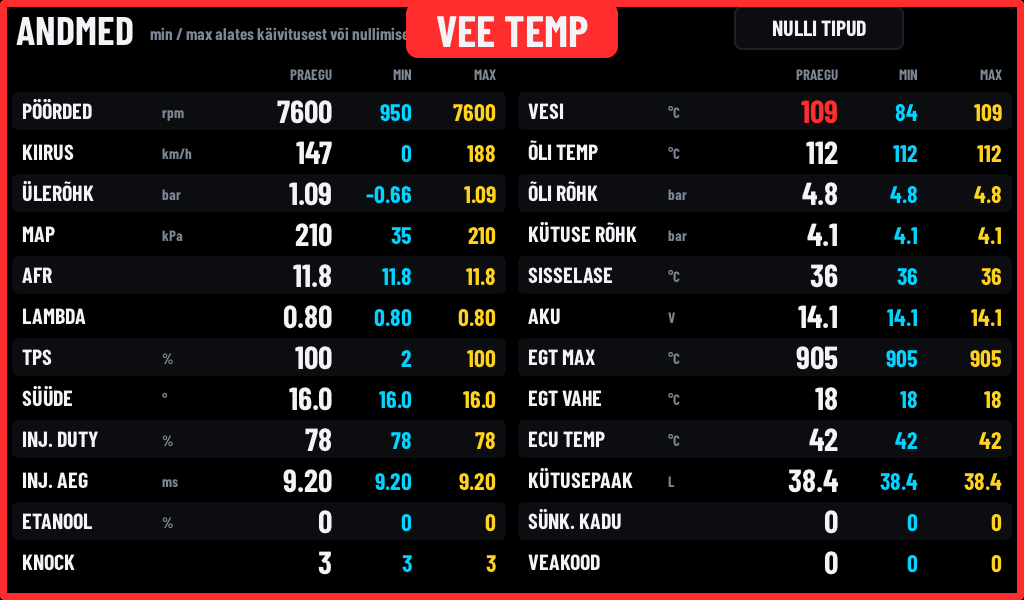 ANDMED min / max alates käivitusest või nullimise VEE TEMP NULLI TIPUD
PRAEGU MIN MAX PRAEGU MIN MAX
PÖÖRDED rpm 7600 950 7600 VESI °C 109 84 109
KIIRUS km/h 147 0 188 ÕLI TEMP °C 112 112 112
ÜLERÕHK bar 1.09 -0.66 1.09 ÕLI RÕHK bar 4.8 4.8 4.8
MAP kPa 210 35 210 KÜTUSE RÕHK bar 4.1 4.1 4.1
AFR 11.8 11.8 11.8 SISSELASE °C 36 36 36
LAMBDA 0.80 0.80 0.80 AKU V 14.1 14.1 14.1
TPS % 100 2 100 EGT MAX °C 905 905 905
SÜÜDE ° 16.0 16.0 16.0 EGT VAHE °C 18 18 18
INJ. DUTY % 78 78 78 ECU TEMP °C 42 42 42
INJ. AEG ms 9.20 9.20 9.20 KÜTUSEPAAK L 38.4 38.4 38.4
ETANOOL % 0 0 0 SÜNK. KADU 0 0 0
KNOCK 3 3 3 VEAKOOD 0 0 0